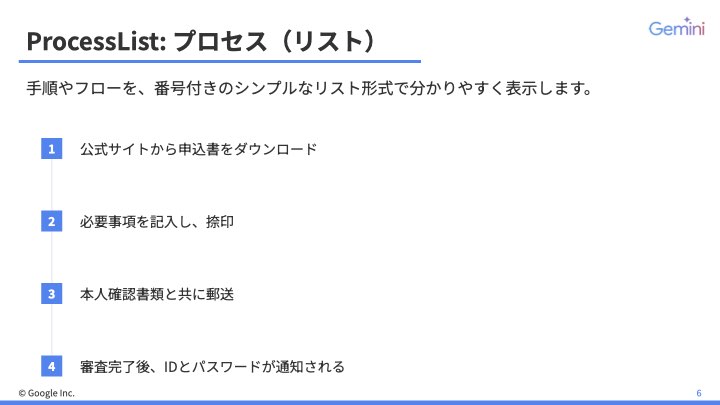 ProcessList: プロセス（リスト）
Gemini
手順やフローを、番号付きのシンプルなリスト形式で分かりやすく表示します。
1 公式サイトから申込書をダウンロード
2 必要事項を記入し、捺印
3 本人確認書類と共に郵送
4 審査完了後、IDとパスワードが通知される
© Google Inc.
6